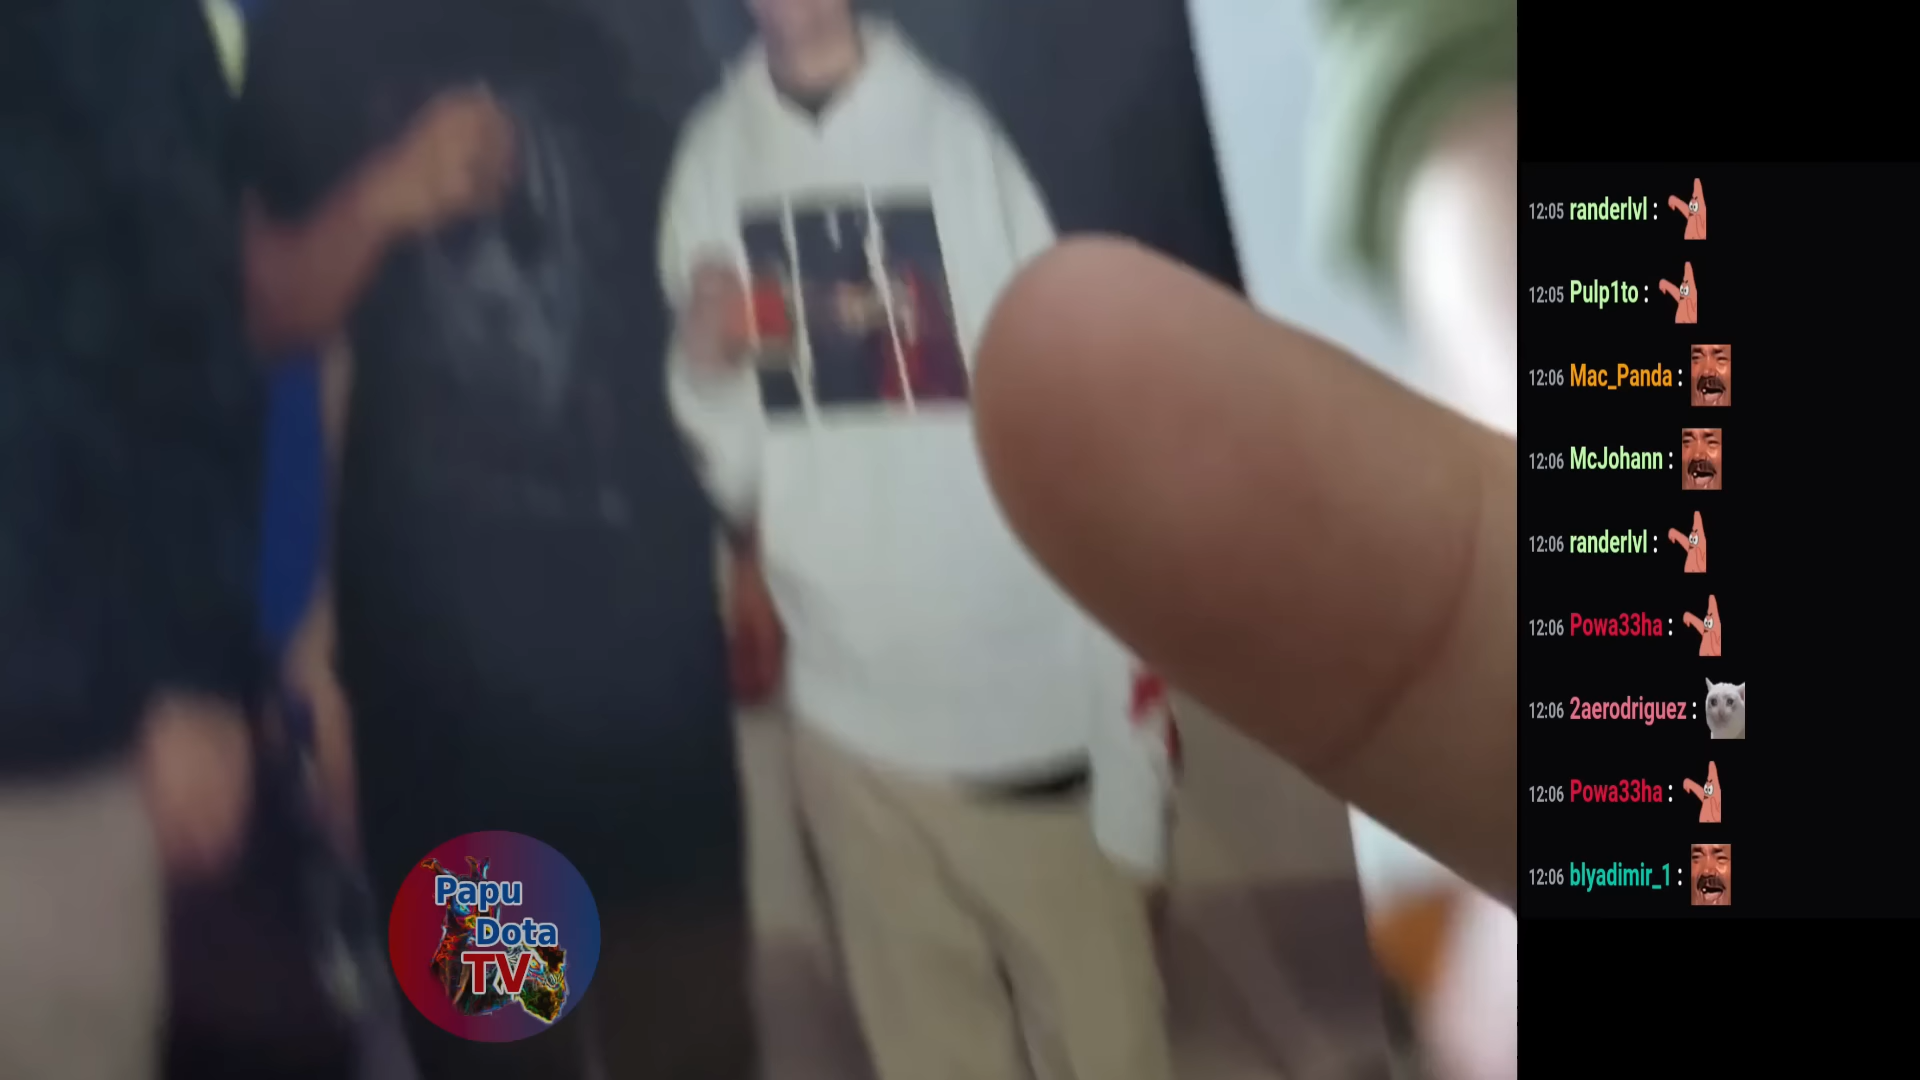 Papu
Dota
TV
12:05 randerlvl :
12:05 Pulp1to :
12:06 Mac_Panda :
12:06 McJohann :
12:06 randerlvl :
12:06 Powa33ha :
12:06 2aerodriguez :
12:06 Powa33ha :
12:06 blyadimir_1 :